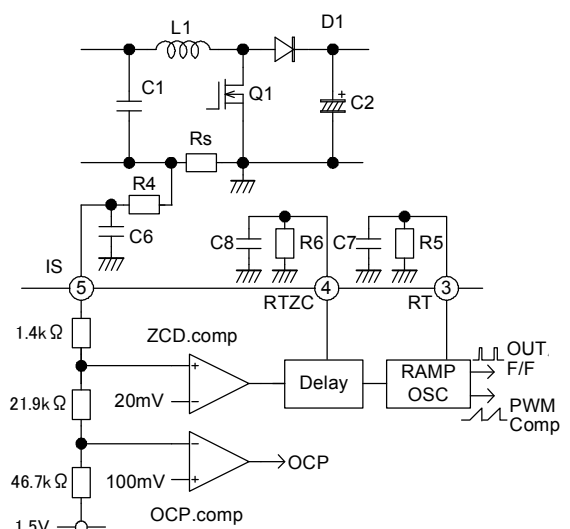 L1
D1
C1
Q1
+
C2
Rs
R4
C6
C8
R6
C7
R5
IS
5
RTZC
4
RT
3
1.4kΩ
ZCD.comp
+
20mV
−
Delay
RAMP
OSC
OUT,
F/F
PWM
Comp
21.9kΩ
−
100mV
+
OCP
46.7kΩ
OCP.comp
1.5V